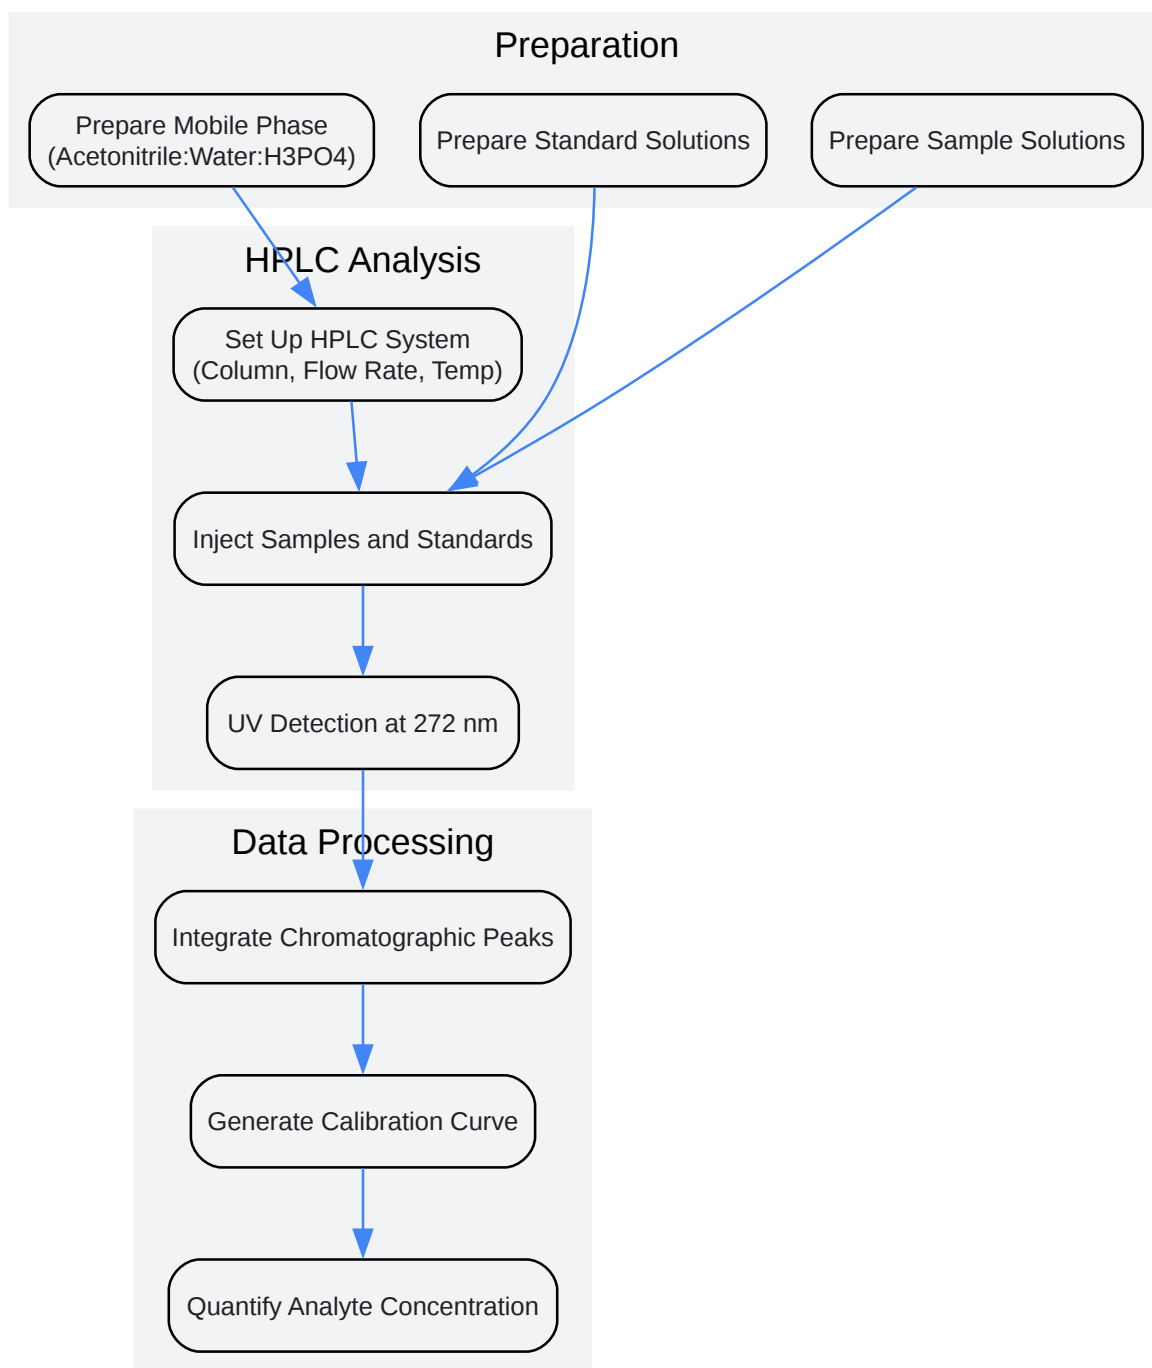 Preparation
Prepare Mobile Phase
(Acetonitrile:Water:H3PO4)
Prepare Standard Solutions
Prepare Sample Solutions
HPLC Analysis
Set Up HPLC System
(Column, Flow Rate, Temp)
Inject Samples and Standards
UV Detection at 272 nm
Data Processing
Integrate Chromatographic Peaks
Generate Calibration Curve
Quantify Analyte Concentration